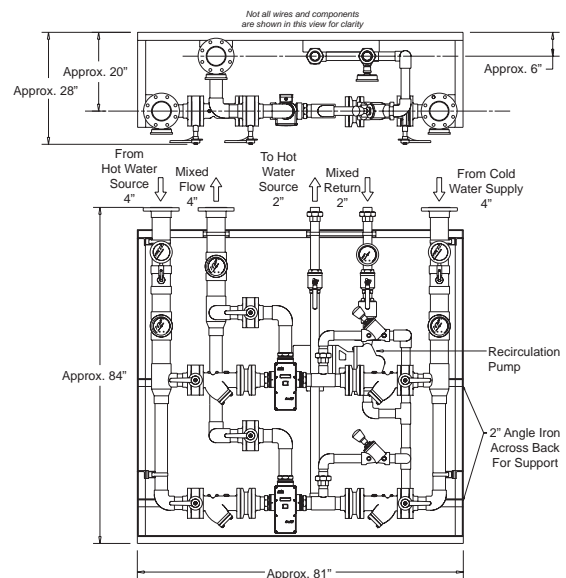 Not all wires and components
are shown in this view for clarity
Approx. 20”
Approx. 28”
Approx. 6”
From
Hot Water
Source
4”
Mixed
Flow
4”
To Hot
Water
Source
2”
Mixed
Return
2”
From Cold
Water Supply
4”
Approx. 84”
Recirculation
Pump
2” Angle Iron
Across Back
For Support
Approx. 81”